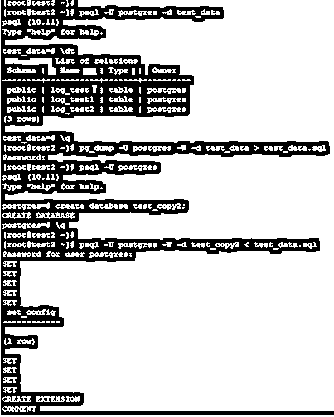 [root@test2 ~]#
[root@test2 ~]# psql -U postgres -d test_data
psql (10.11)
Type "help" for help.
test_data=# \dt
List of relations
Schema | Name | Type | Owner
--------+-----------+-------+----------
public | log_test | table | postgres
public | log_test1 | table | postgres
public | log_test2 | table | postgres
(3 rows)
test_data=# \q
[root@test2 ~]# pg_dump -U postgres -W -d test_data > test_data.sql
Password:
[root@test2 ~]# psql -U postgres
psql (10.11)
Type "help" for help.
postgres=# create database test_copy2;
CREATE DATABASE
postgres=# \q
[root@test2 ~]#
[root@test2 ~]# psql -U postgres -W -d test_copy2 < test_data.sql
Password for user postgres:
SET
SET
SET
SET
SET
set_config
------------
(1 row)
SET
SET
SET
SET
CREATE EXTENSION
COMMENT